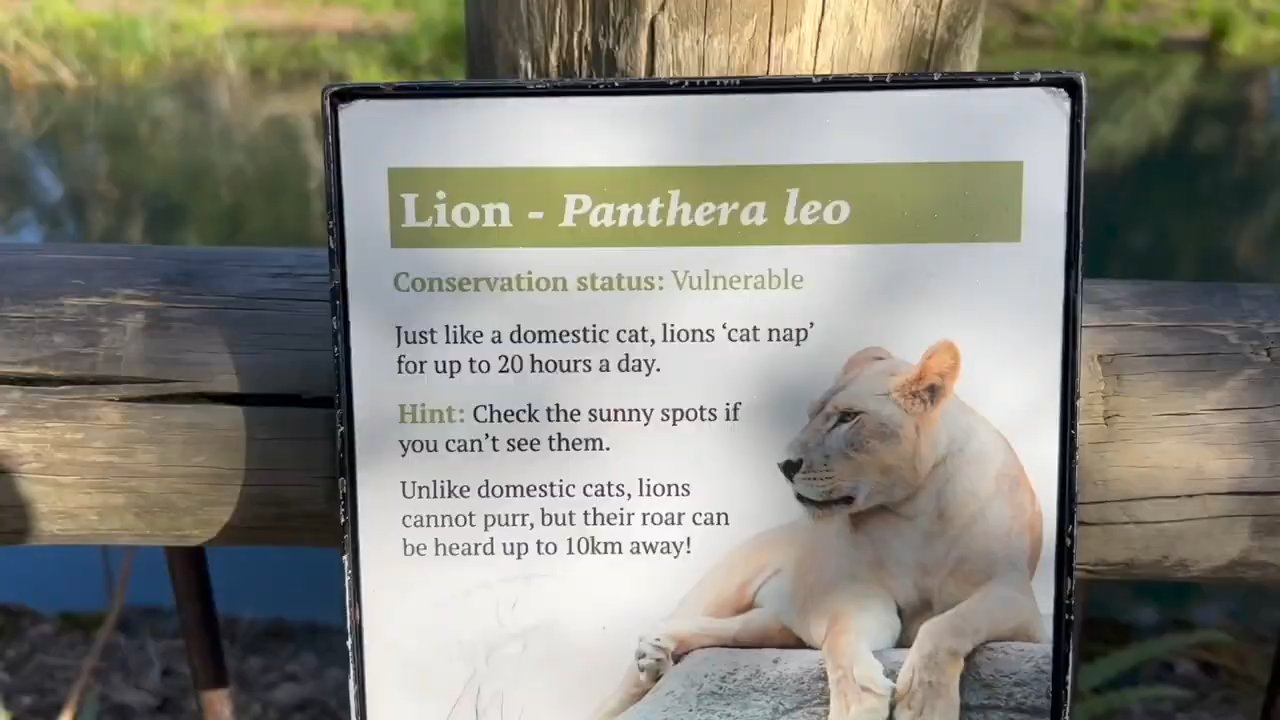 Lion - Panthera leo
Conservation status: Vulnerable
Just like a domestic cat, lions ‘cat nap’
for up to 20 hours a day.
Hint: Check the sunny spots if
you can’t see them.
Unlike domestic cats, lions
cannot purr, but their roar can
be heard up to 10km away!